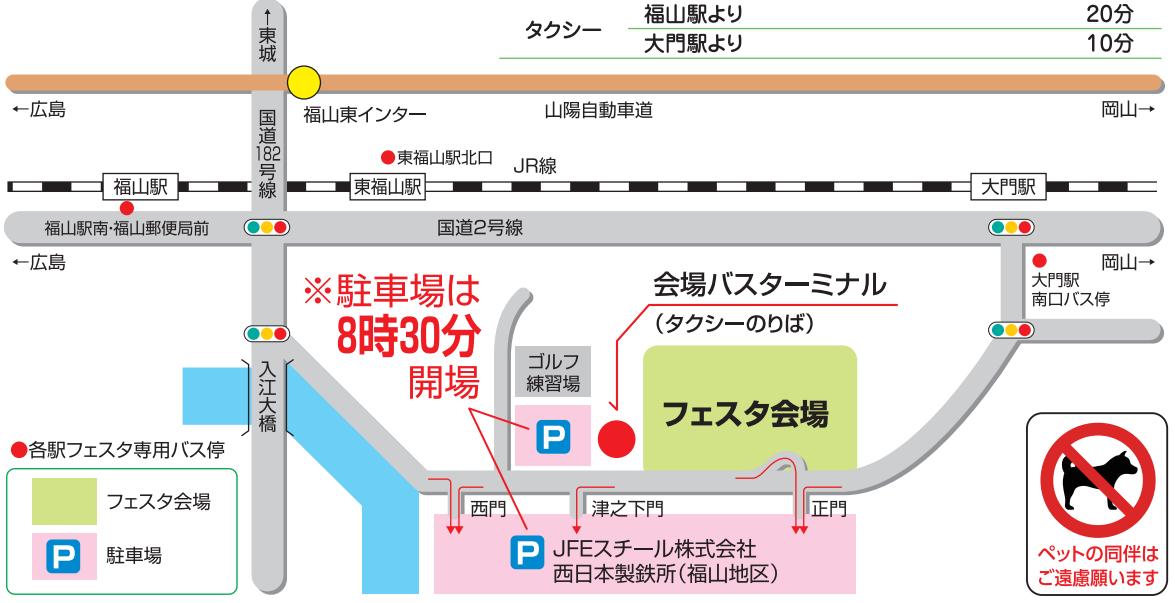 ↑東城
タクシー
福山駅より 20分
大門駅より 10分
←広島
福山東インター
山陽自動車道
岡山→
国道182号線
東福山駅北口
JR線
福山駅
東福山駅
大門駅
福山駅南・福山郵便局前
国道2号線
←広島
岡山→
大門駅
南口バス停
※駐車場は
8時30分
開場
会場バスターミナル
（タクシーのりば）
ゴルフ
練習場
P
フェスタ会場
入江大橋
●各駅フェスタ専用バス停
フェスタ会場
P 駐車場
西門
津之下門
正門
P JFEスチール株式会社
西日本製鉄所（福山地区）
ペットの同伴は
ご遠慮願います